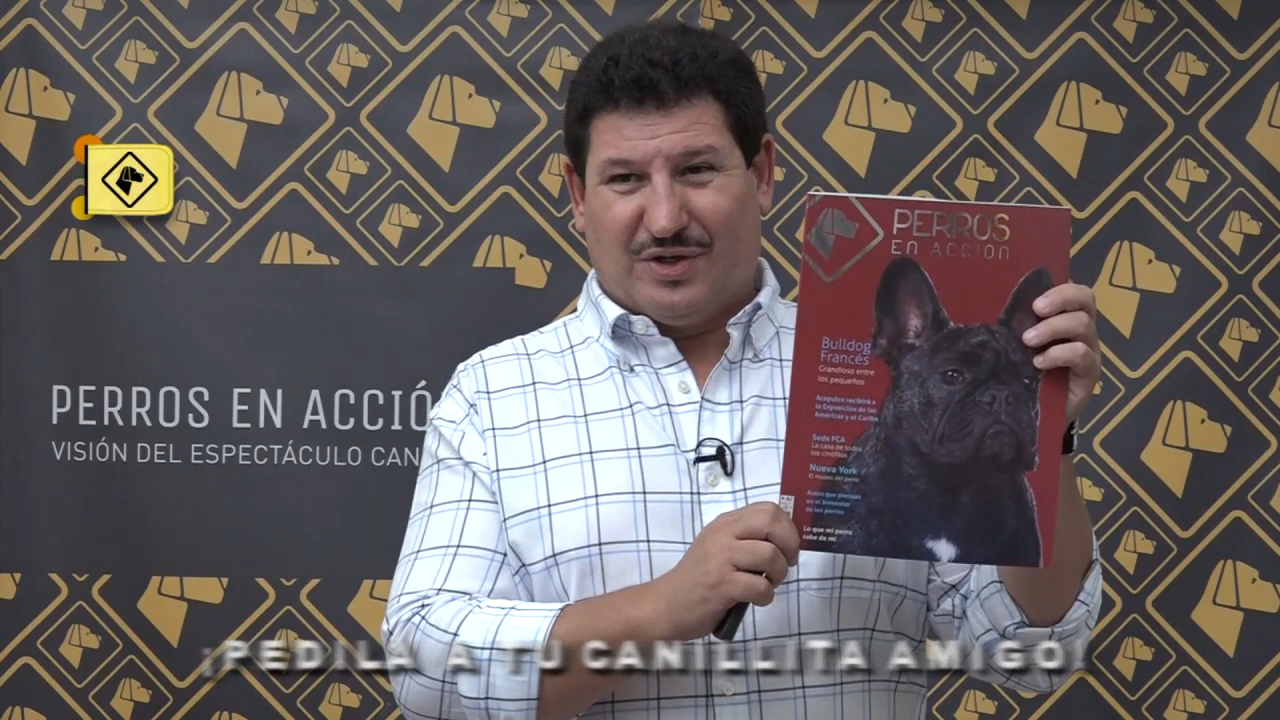 PERROS EN ACCIÓ
VISIÓN DEL ESPECTÁCULO CAN
PERROS
EN ACCIÓN
Bulldog
Francés
Grandioso entre
los pequeños
Acapulco recibirá a
la Exposición de las
Américas y el Caribe
Sede FCA
La casa de todos
los cinófilos
Nueva York
El museo del perro
Autos que piensan
en el bienestar
de los perros
Lo que mi perro
sabe de mí
¡PEDILA A TU CANILLITA AMIGO!